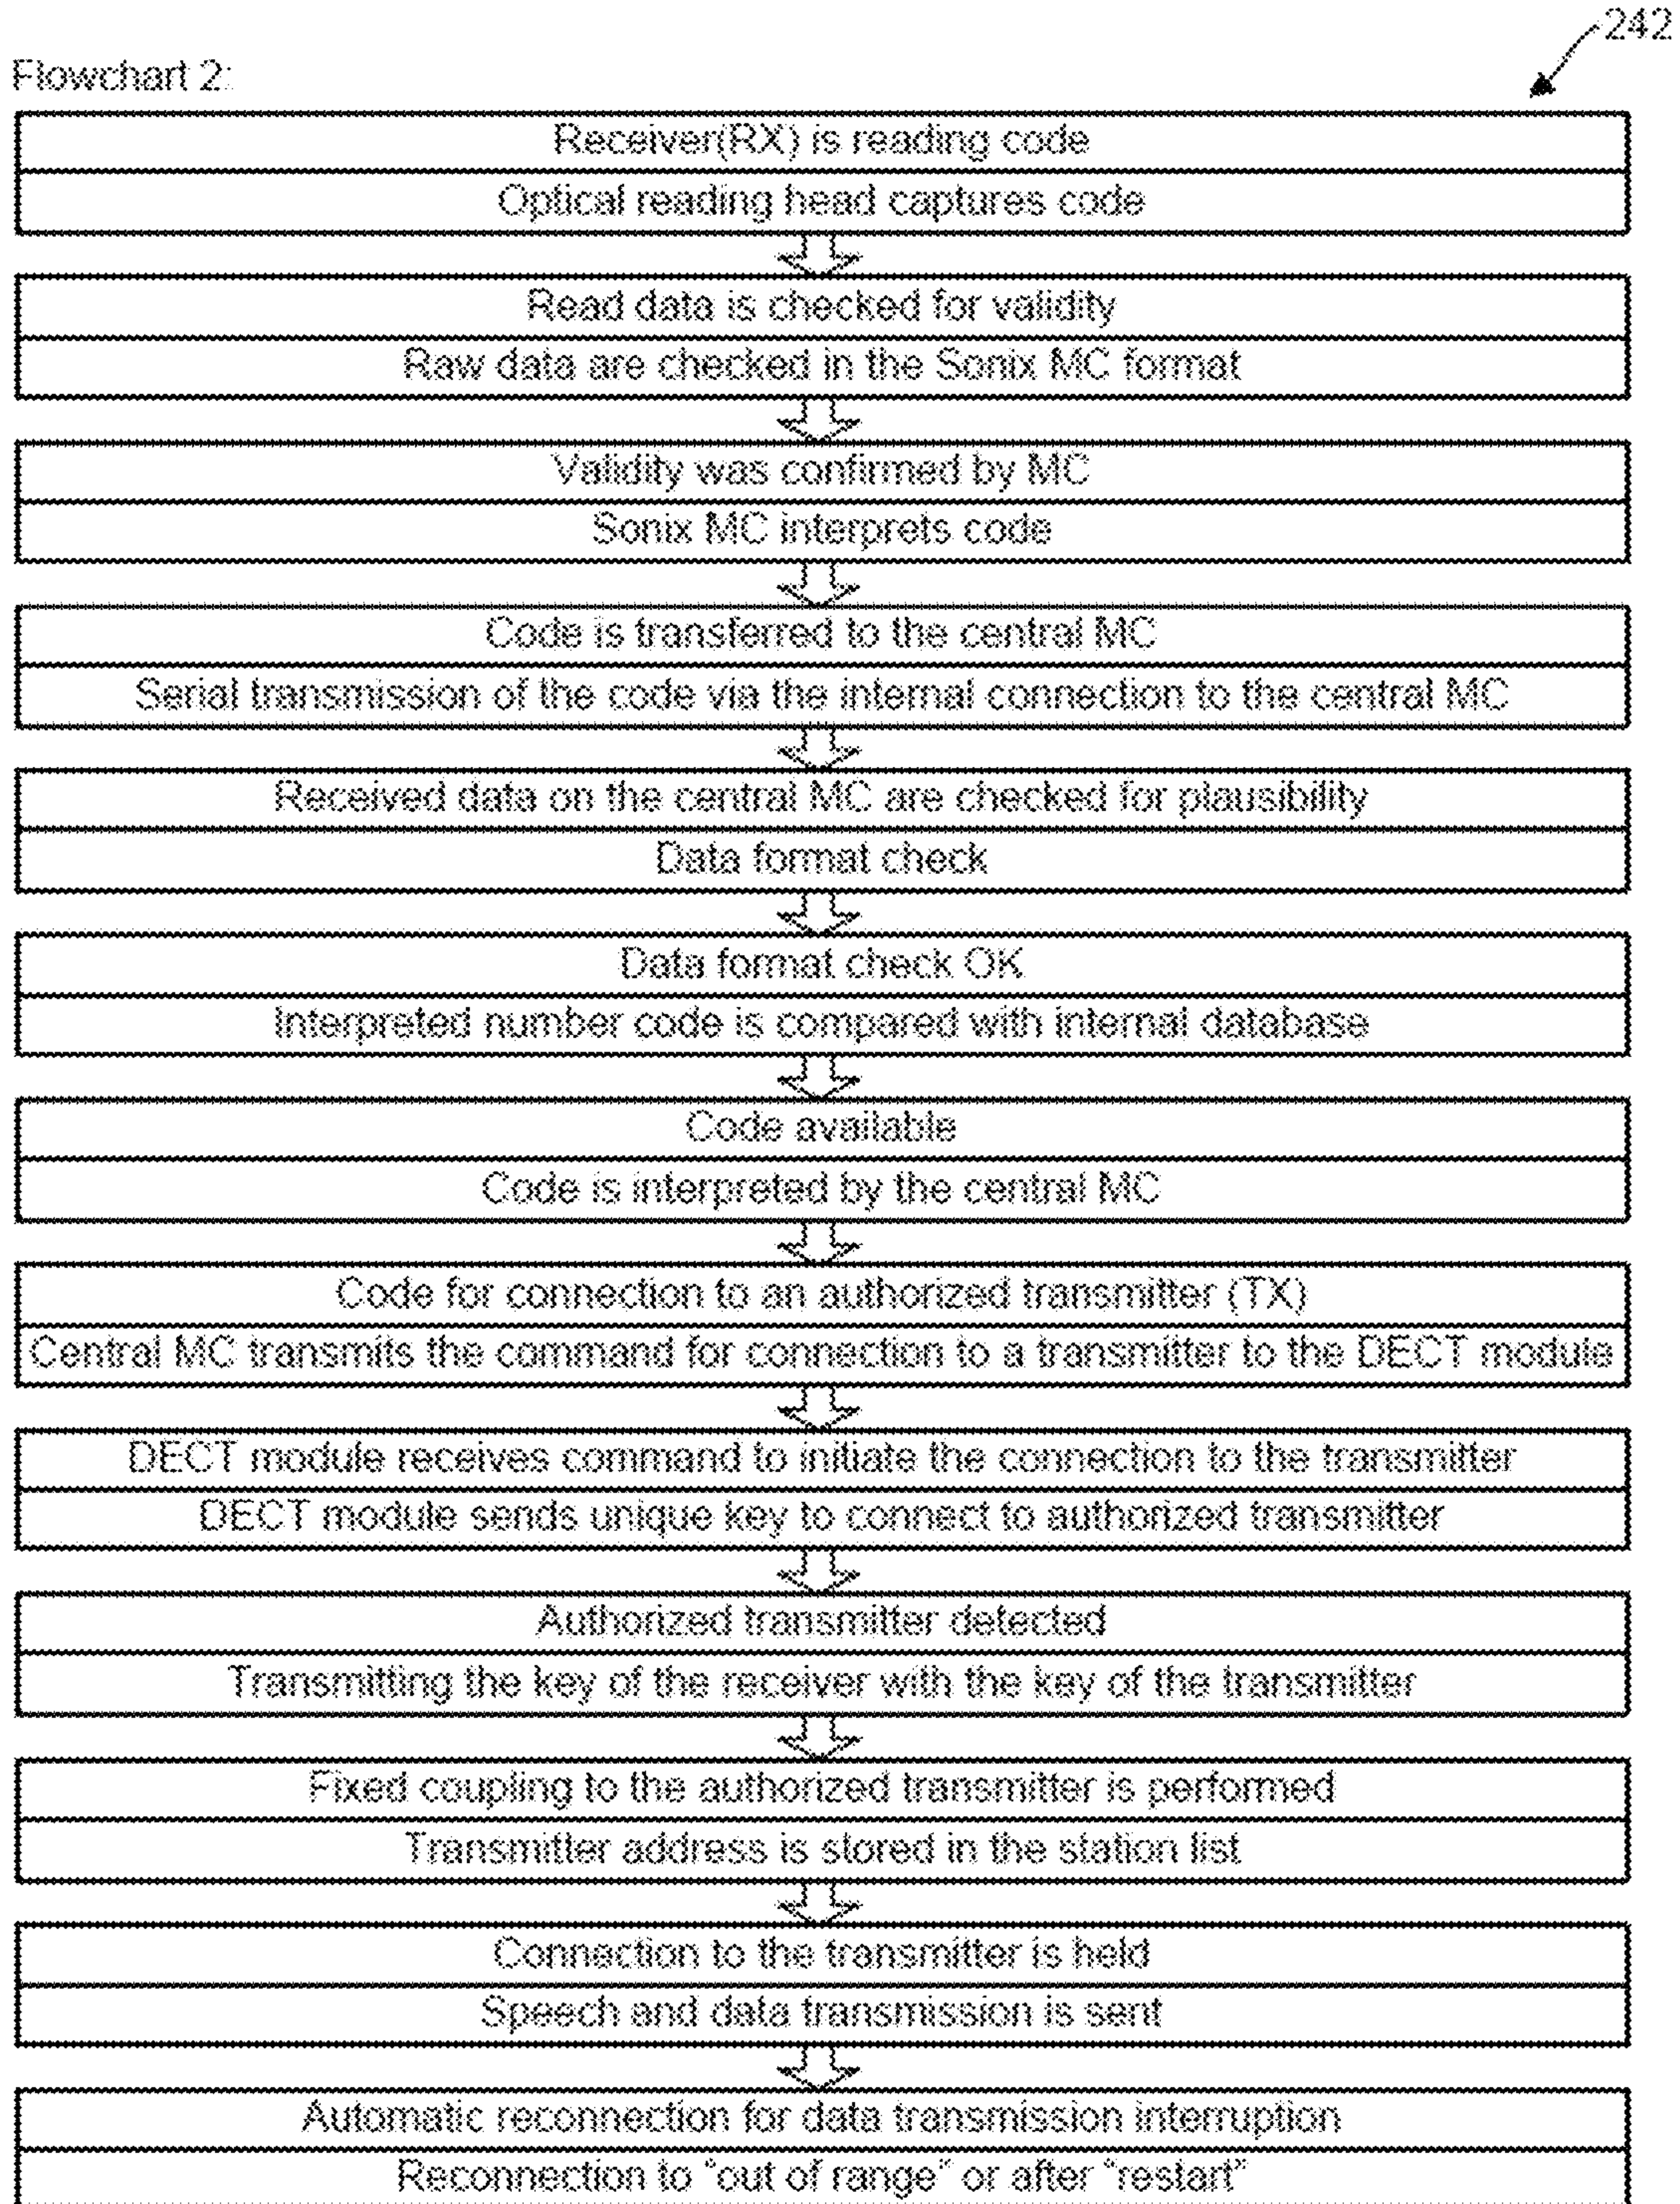 242
Flowchart 2:
Receiver(RX) is reading code
Optical reading head captures code
Read data is checked for validity
Raw data are checked in the Sonix MC format
Validity was confirmed by MC
Sonix MC interprets code
Code is transferred to the central MC
Serial transmission of the code via the internal connection to the central MC
Received data on the central MC are checked for plausibility
Data format check
Data format check OK
Interpreted number code is compared with internal database
Code available
Code is interpreted by the central MC
Code for connection to an authorized transmitter (TX)
Central MC transmits the command for connection to a transmitter to the DECT module
DECT module receives command to initiate the connection to the transmitter
DECT module sends unique key to connect to authorized transmitter
Authorized transmitter detected
Transmitting the key of the receiver with the key of the transmitter
Fixed coupling to the authorized transmitter is performed
Transmitter address is stored in the station list
Connection to the transmitter is held
Speech and data transmission is sent
Automatic reconnection for data transmission interruption
Reconnection to "out of range" or after "restart"